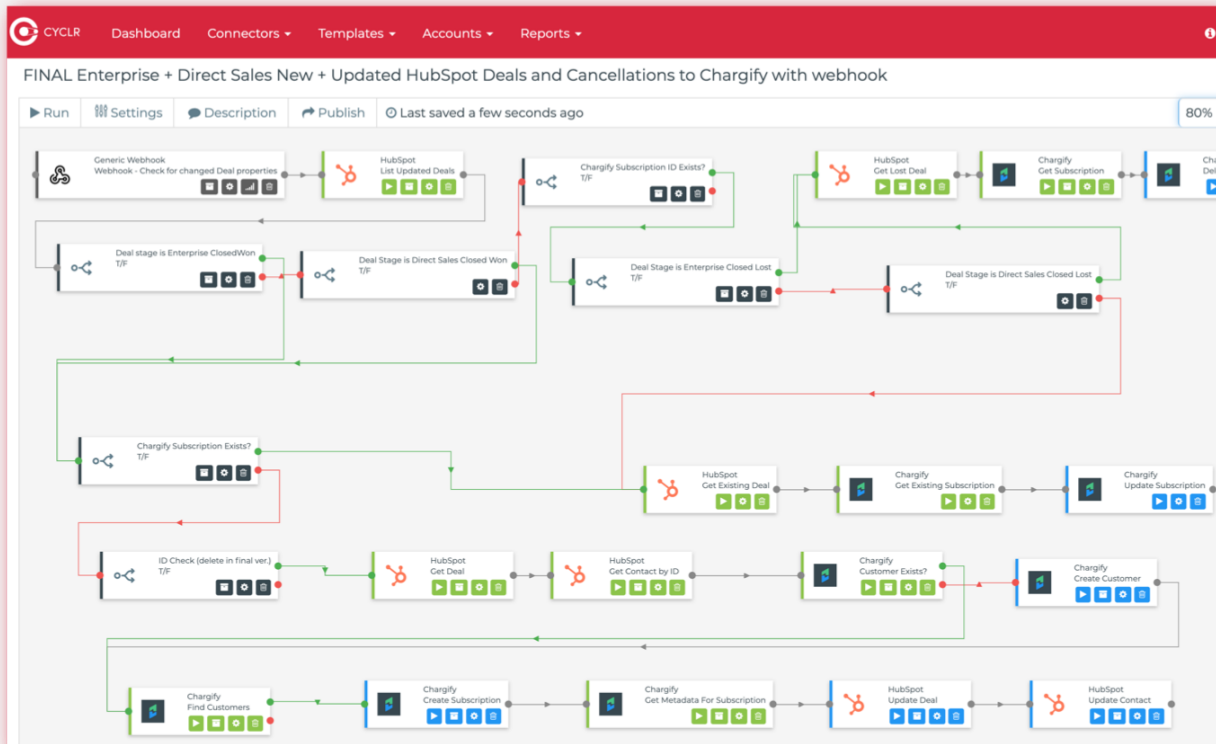 CYCLR
Dashboard
Connectors
Templates
Accounts
Reports
FINAL Enterprise + Direct Sales New + Updated HubSpot Deals and Cancellations to Chargify with webhook
Run
Settings
Description
Publish
Last saved a few seconds ago
80%
Generic Webhook
Webhook - Check for changed Deal properties
HubSpot
List Updated Deals
Chargify Subscription ID Exists?
T/F
HubSpot
Get Lost Deal
Chargify
Get Subscription
Cha
Del
Deal stage is Enterprise ClosedWon
T/F
Deal Stage is Direct Sales Closed Won
T/F
Deal Stage is Enterprise Closed Lost
T/F
Deal Stage is Direct Sales Closed Lost
T/F
Chargify Subscription Exists?
T/F
HubSpot
Get Existing Deal
Chargify
Get Existing Subscription
Chargify
Update Subscription
ID Check (delete in final ver.)
T/F
HubSpot
Get Deal
HubSpot
Get Contact by ID
Chargify
Customer Exists?
Chargify
Create Customer
Chargify
Find Customers
Chargify
Create Subscription
Chargify
Get Metadata For Subscription
HubSpot
Update Deal
HubSpot
Update Contact